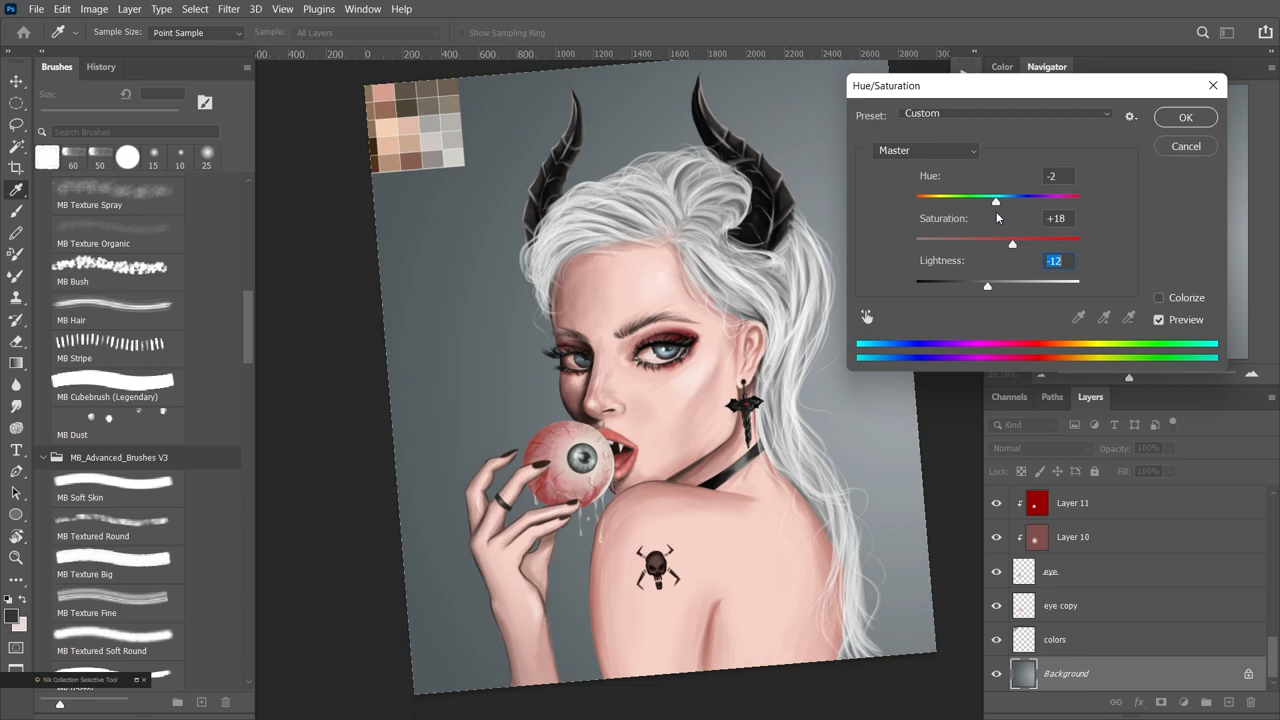 Ps File Edit Layer Type Select Filter 3D View Plugins Window Help
Sample Size: Point Sample Sample: All Layers Show Sampling Ring
Brushes History
Size:
Search Brushes
60 50 15 10 25
MB Texture Spray
MB Texture Organic
MB Bush
MB Hair
MB Stripe
MB Cubebrush (Legendary)
MB Dust
MB_Advanced_Brushes V3
MB Soft Skin
MB Textured Round
MB Texture Big
MB Texture Fine
MB Textured Soft Round
Nik Collection Selective Tool
400 200 0 200 400 600 800 1000 1200 1400 1600 1800 2000 2200 2400 2600 2800
Color Navigator
Hue/Saturation
Preset: Custom
OK
Cancel
Master
Hue: -2
Saturation: +18
Lightness: -12
Colorize
Preview
Channels Paths Layers
Kind
Normal Opacity: 100%
Lock: Fill: 100%
Layer 11
Layer 10
eye
eye copy
colors
Background